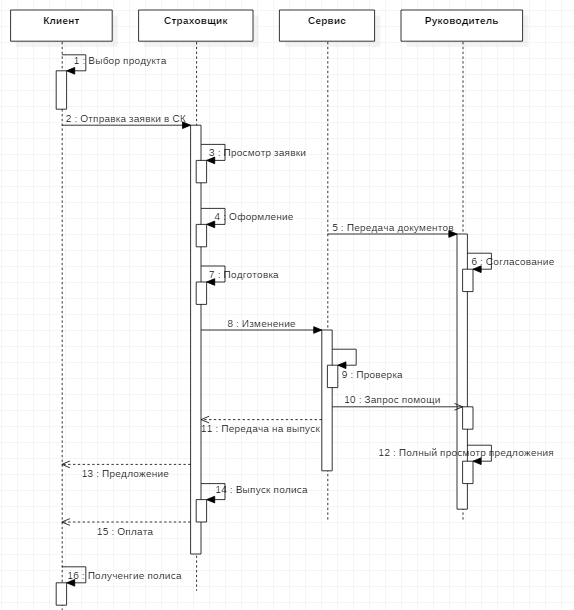 Клиент
Страховщик
Сервис
Руководитель
1 : Выбор продукта
2 : Отправка заявки в СК
3 : Просмотр заявки
4 : Оформление
5 : Передача документов
6 : Согласование
7 : Подготовка
8 : Изменение
9 : Проверка
10 : Запрос помощи
11 : Передача на выпуск
12 : Полный просмотр предложения
13 : Предложение
14 : Выпуск полиса
15 : Оплата
16 : Полученгие полиса